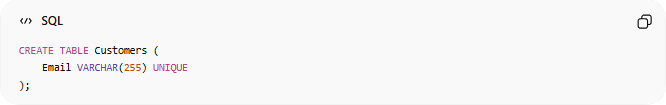 SQL
CREATE TABLE Customers (
    Email VARCHAR(255) UNIQUE
);